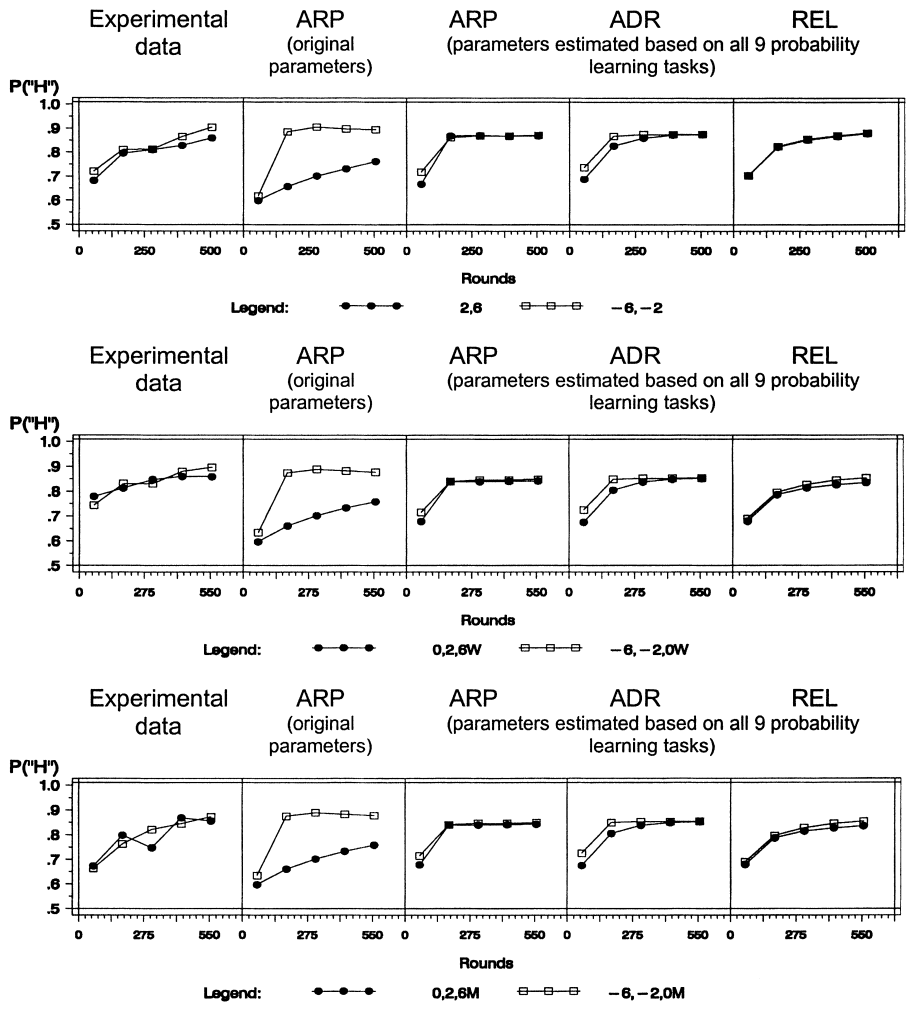 Experimental data ARP (original parameters) ARP ADR REL
(parameters estimated based on all 9 probability learning tasks)
P("H")
1.0
.9
.8
.7
.6
.5
0 250 500 0 250 500 0 250 500 0 250 500 0 250 500
Rounds
Legend: 2,6 −6,−2
Experimental data ARP (original parameters) ARP ADR REL
(parameters estimated based on all 9 probability learning tasks)
P("H")
1.0
.9
.8
.7
.6
.5
0 275 550 0 275 550 0 275 550 0 275 550 0 275 550
Rounds
Legend: 0,2,6W −6,−2,0W
Experimental data ARP (original parameters) ARP ADR REL
(parameters estimated based on all 9 probability learning tasks)
P("H")
1.0
.9
.8
.7
.6
.5
0 275 550 0 275 550 0 275 550 0 275 550 0 275 550
Rounds
Legend: 0,2,6M −6,−2,0M